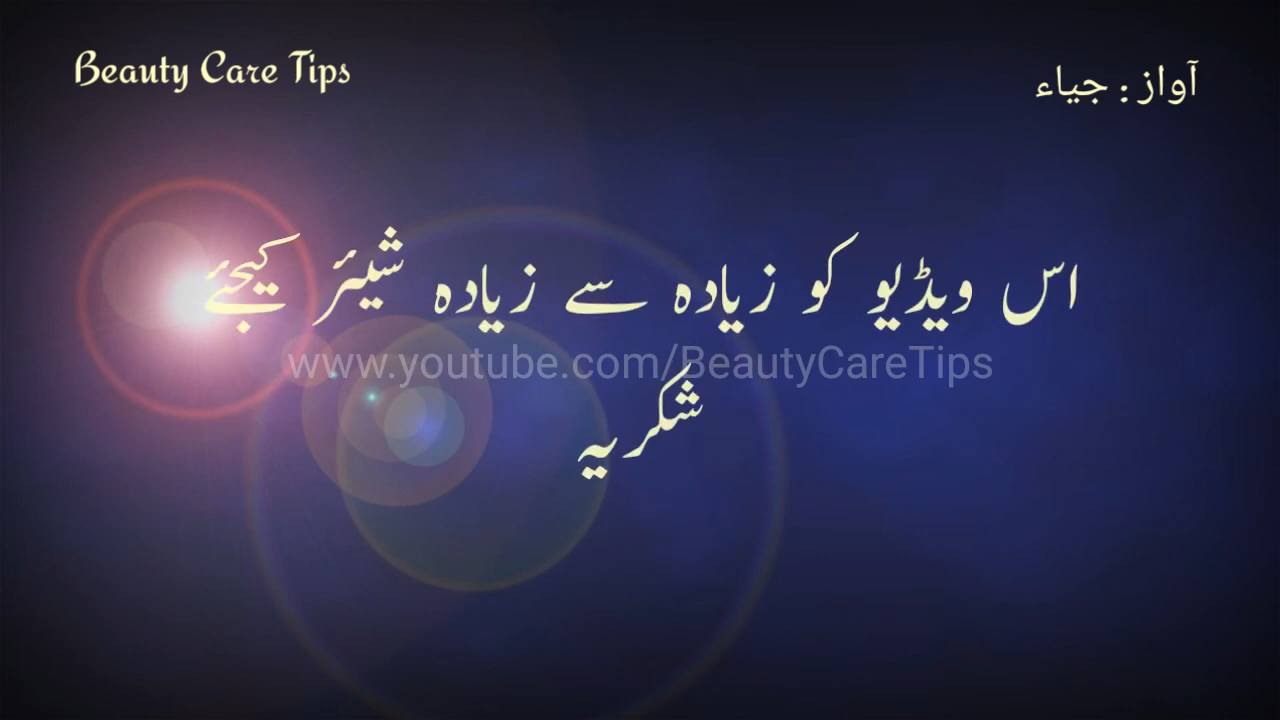 Beauty Care Tips
آواز : جیاء
اس ویڈیو کو زیادہ سے زیادہ شیئر کیجئے
www.youtube.com/BeautyCareTips
شکریہ